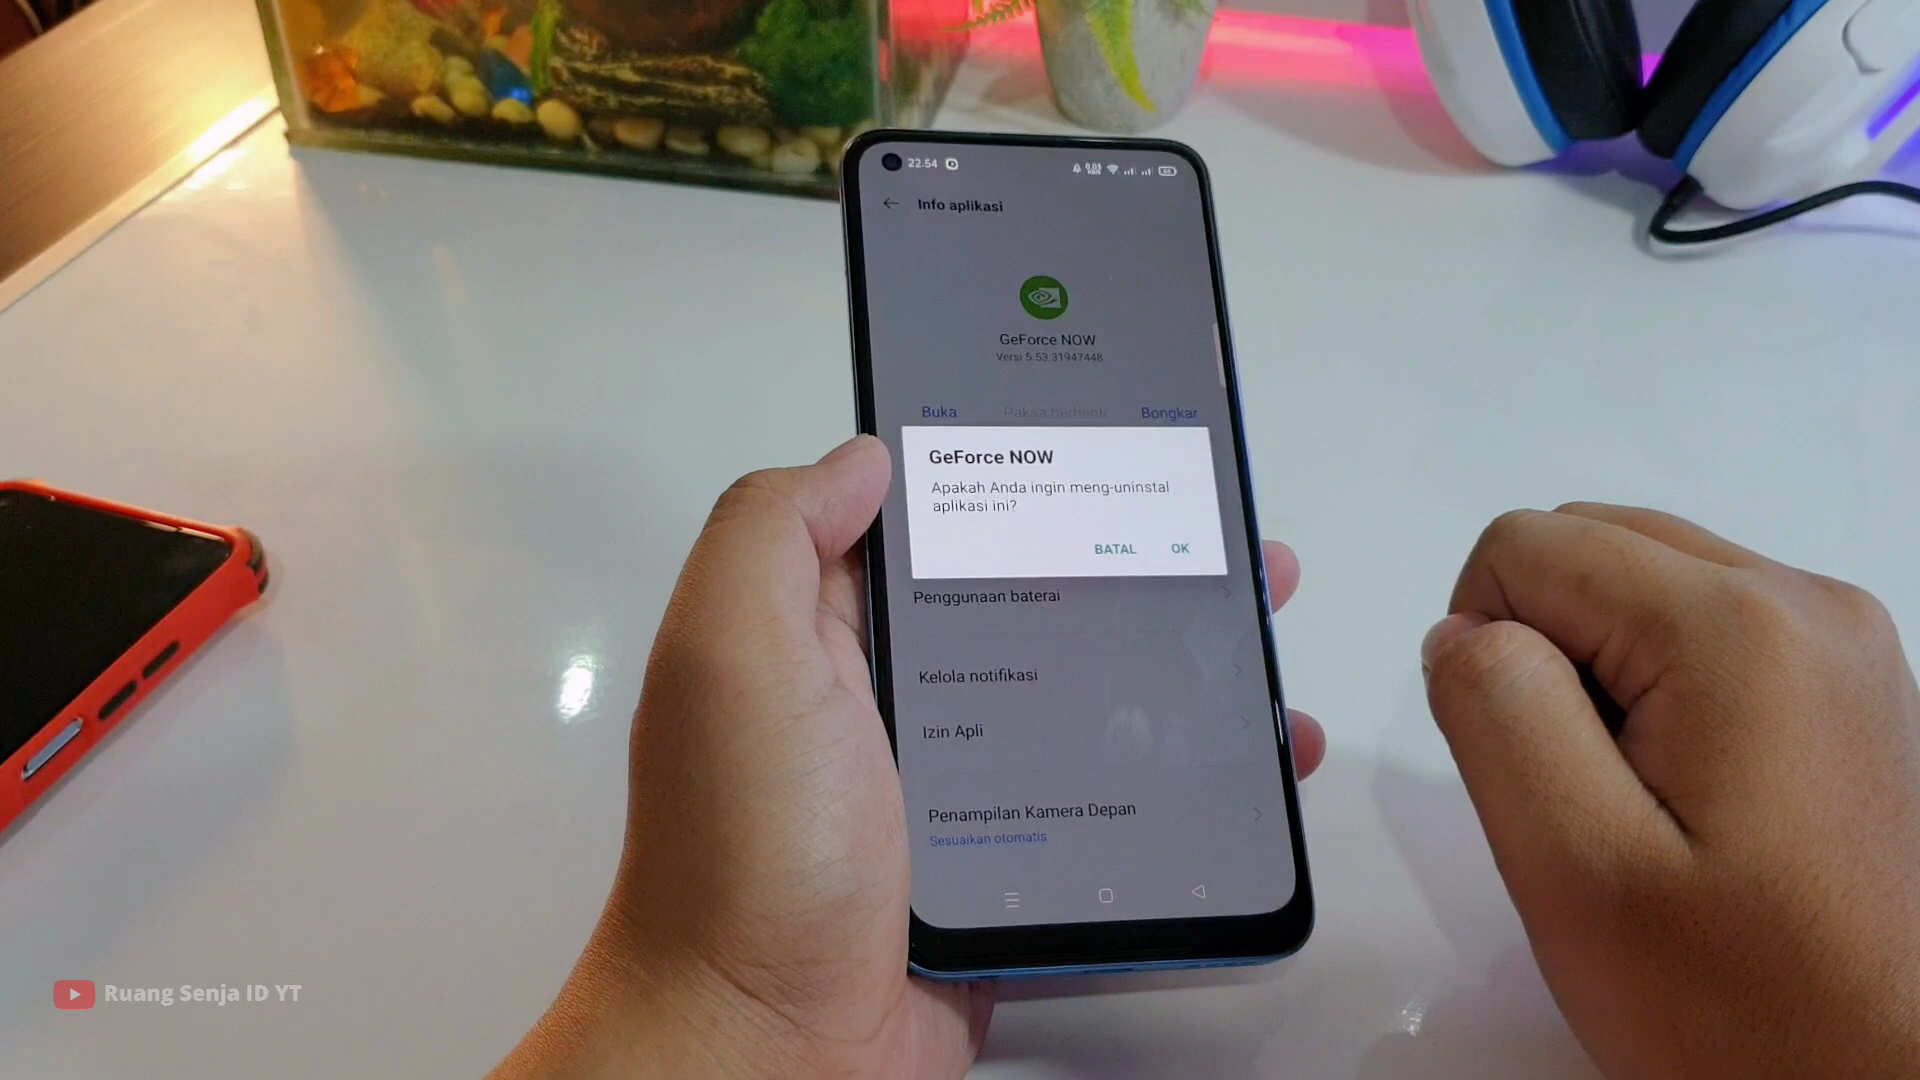 22.54
Info aplikasi
GeForce NOW
Versi 5.53.31947448
Buka Paksa berhenti Bongkar
GeForce NOW
Apakah Anda ingin meng-uninstal
aplikasi ini?
BATAL OK
Penggunaan baterai
Kelola notifikasi
Izin Apli
Penampilan Kamera Depan
Sesuaikan otomatis
Ruang Senja ID YT